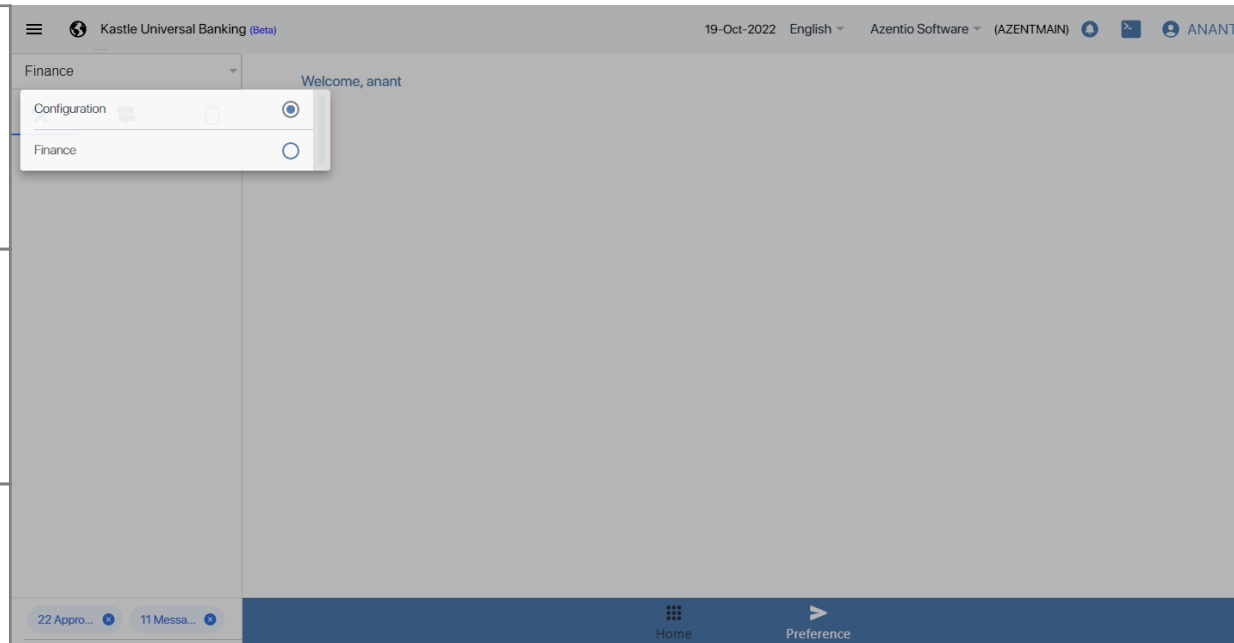 Kastle Universal Banking (Beta) 19-Oct-2022 English Azentio Software (AZENTMAIN) ANANT
Finance
Welcome, anant
Configuration
Finance
22 Appro... 11 Messa...
Home Preference